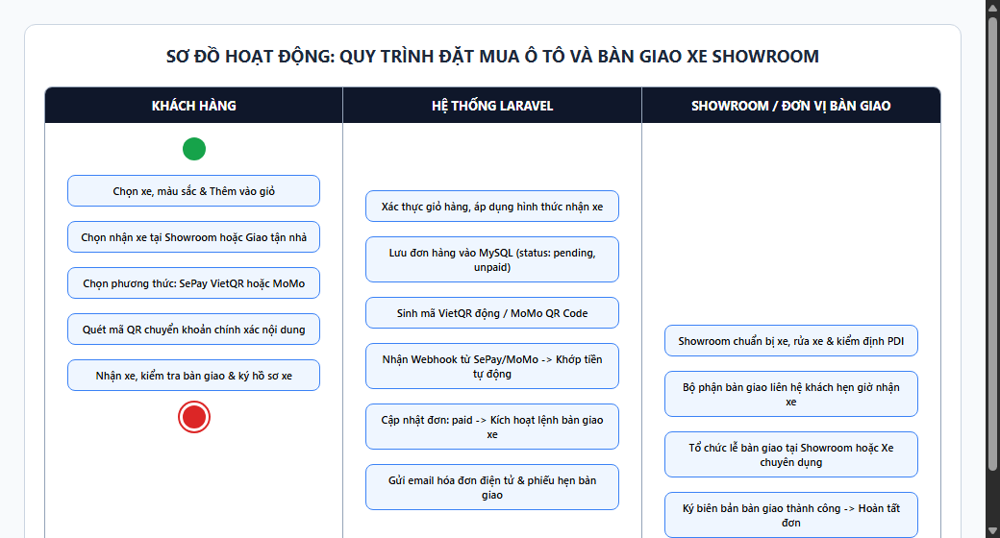 SƠ ĐỒ HOẠT ĐỘNG: QUY TRÌNH ĐẶT MUA Ô TÔ VÀ BÀN GIAO XE SHOWROOM
KHÁCH HÀNG
Chọn xe, màu sắc & Thêm vào giỏ
Chọn nhận xe tại Showroom hoặc Giao tận nhà
Chọn phương thức: SePay VietQR hoặc MoMo
Quét mã QR chuyển khoản chính xác nội dung
Nhận xe, kiểm tra bàn giao & ký hồ sơ xe
HỆ THỐNG LARAVEL
Xác thực giỏ hàng, áp dụng hình thức nhận xe
Lưu đơn hàng vào MySQL (status: pending,
unpaid)
Sinh mã VietQR động / MoMo QR Code
Nhận Webhook từ SePay/MoMo -> Khớp tiền
tự động
Cập nhật đơn: paid -> Kích hoạt lệnh bàn giao
xe
Gửi email hóa đơn điện tử & phiếu hẹn bàn
giao
SHOWROOM / ĐƠN VỊ BÀN GIAO
Showroom chuẩn bị xe, rửa xe & kiểm định PDI
Bộ phận bàn giao liên hệ khách hẹn giờ nhận
xe
Tổ chức lễ bàn giao tại Showroom hoặc Xe
chuyên dụng
Ký biên bản bàn giao thành công -> Hoàn tất
đơn